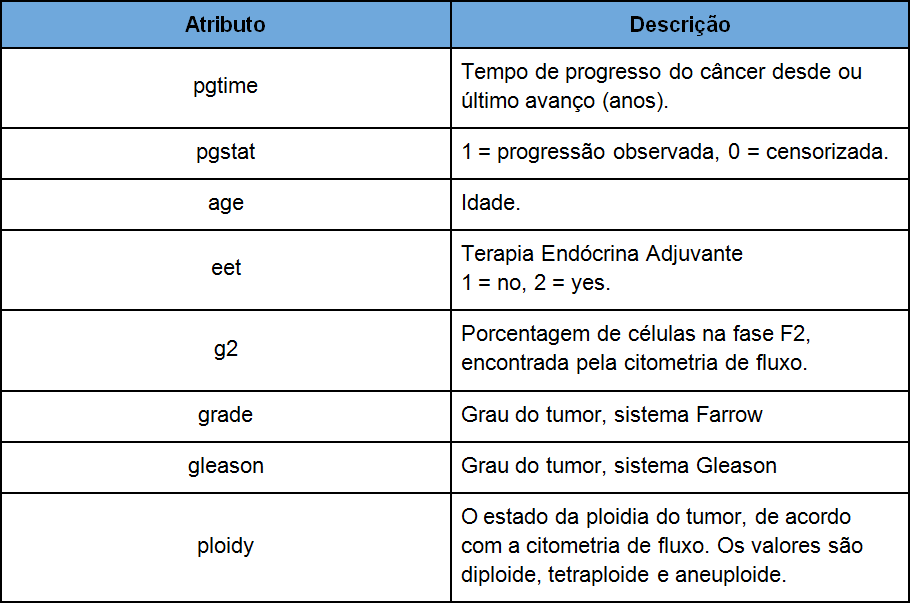 Atributo
Descrição
pgtime
Tempo de progresso do câncer desde ou
último avanço (anos).
pgstat
1 = progressão observada, 0 = censorizada.
age
Idade.
eet
Terapia Endócrina Adjuvante
1 = no, 2 = yes.
g2
Porcentagem de células na fase F2,
encontrada pela citometria de fluxo.
grade
Grau do tumor, sistema Farrow
gleason
Grau do tumor, sistema Gleason
ploidy
O estado da ploidia do tumor, de acordo
com a citometria de fluxo. Os valores são
diploide, tetraploide e aneuploide.